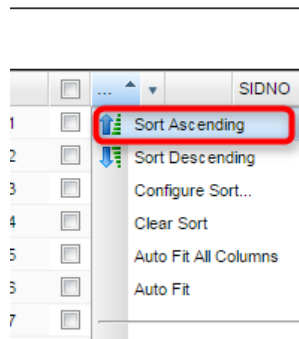 ... SIDNO
1 Sort Ascending
2 Sort Descending
3 Configure Sort...
4 Clear Sort
5 Auto Fit All Columns
6 Auto Fit
7